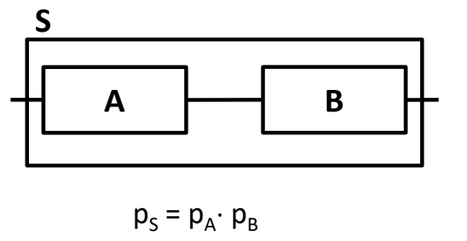 S
A B
pS = pA· pB